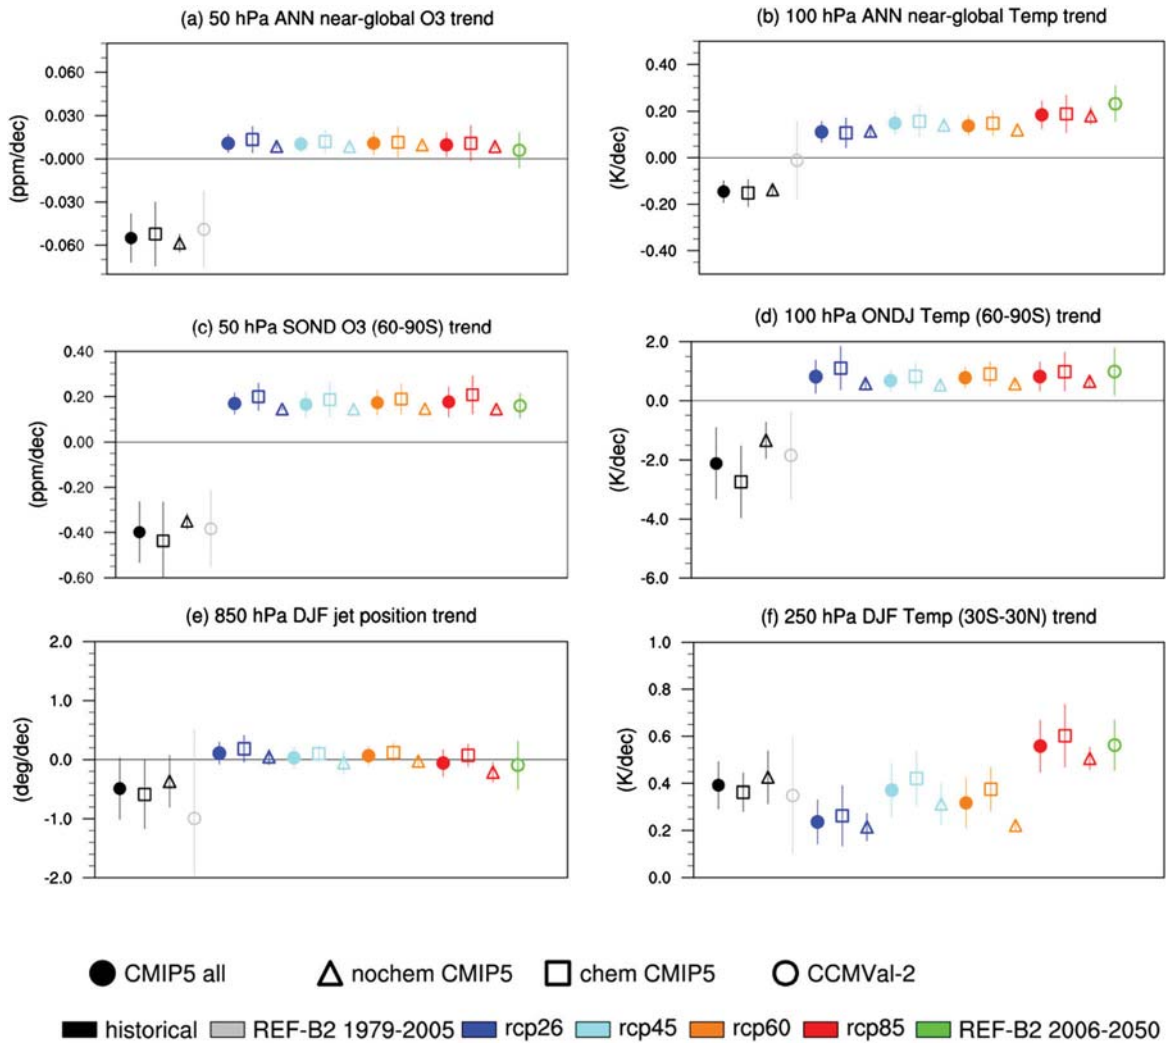 (a) 50 hPa ANN near-global O3 trend
(ppm/dec)
0.060
0.030
-0.000
-0.030
-0.060
(b) 100 hPa ANN near-global Temp trend
(K/dec)
0.40
0.20
0.00
-0.20
-0.40
(c) 50 hPa SOND O3 (60-90S) trend
(ppm/dec)
0.40
0.20
0.00
-0.20
-0.40
-0.60
(d) 100 hPa ONDJ Temp (60-90S) trend
(K/dec)
2.0
0.0
-2.0
-4.0
-6.0
(e) 850 hPa DJF jet position trend
(deg/dec)
2.0
1.0
0.0
-1.0
-2.0
(f) 250 hPa DJF Temp (30S-30N) trend
(K/dec)
1.0
0.8
0.6
0.4
0.2
0.0
CMIP5 all nochem CMIP5 chem CMIP5 CCMVal-2
historical REF-B2 1979-2005 rcp26 rcp45 rcp60 rcp85 REF-B2 2006-2050